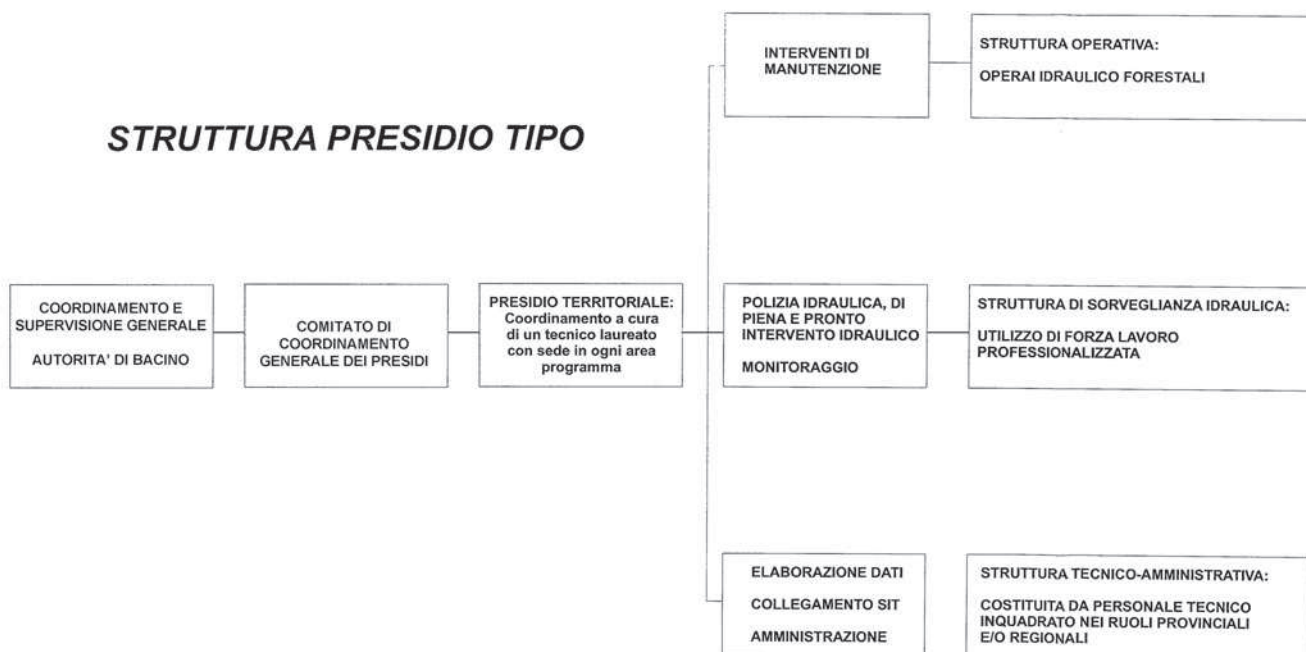 INTERVENTI DI
MANUTENZIONE
STRUTTURA OPERATIVA:
OPERAI IDRAULICO FORESTALI
STRUTTURA PRESIDIO TIPO
COORDINAMENTO E
SUPERVISIONE GENERALE
AUTORITA' DI BACINO
COMITATO DI
COORDINAMENTO
GENERALE DEI PRESIDI
PRESIDIO TERRITORIALE:
Coordinamento a cura
di un tecnico laureato
con sede in ogni area
programma
POLIZIA IDRAULICA, DI
PIENA E PRONTO
INTERVENTO IDRAULICO
MONITORAGGIO
STRUTTURA DI SORVEGLIANZA IDRAULICA:
UTILIZZO DI FORZA LAVORO
PROFESSIONALIZZATA
ELABORAZIONE DATI
COLLEGAMENTO SIT
AMMINISTRAZIONE
STRUTTURA TECNICO-AMMINISTRATIVA:
COSTITUITA DA PERSONALE TECNICO
INQUADRATO NEI RUOLI PROVINCIALI
E/O REGIONALI